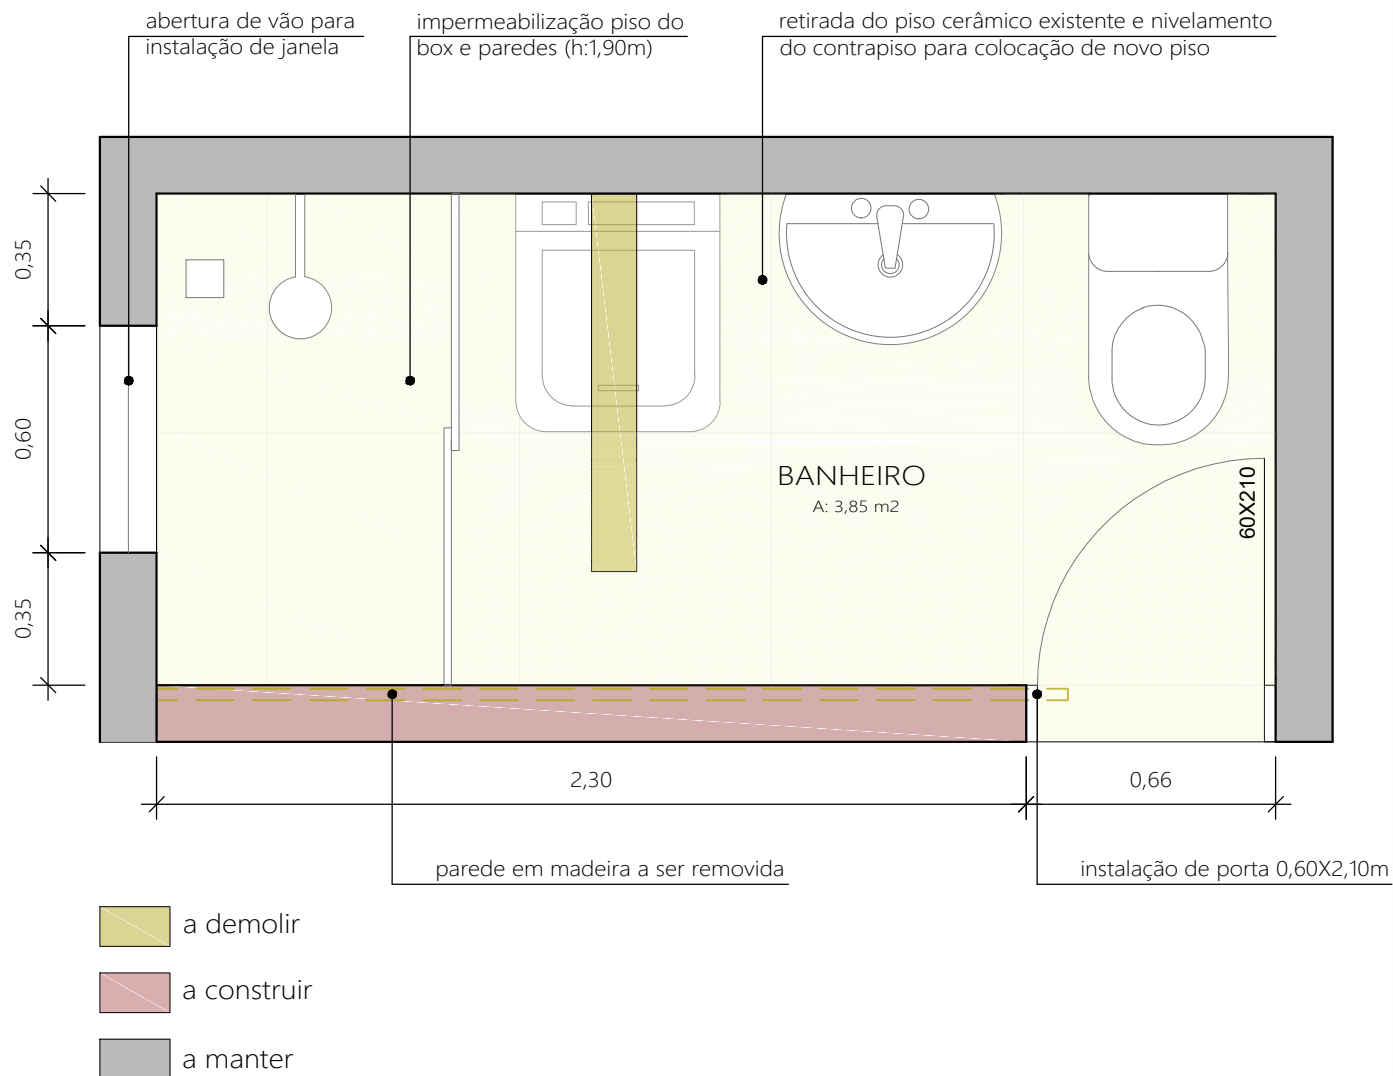 abertura de vão para
instalação de janela
impermeabilização piso do
box e paredes (h:1,90m)
retirada do piso cerâmico existente e nivelamento
do contrapiso para colocação de novo piso
0,35
0,60
0,35
BANHEIRO
A: 3,85 m2
60X210
2,30
0,66
parede em madeira a ser removida
instalação de porta 0,60X2,10m
a demolir
a construir
a manter